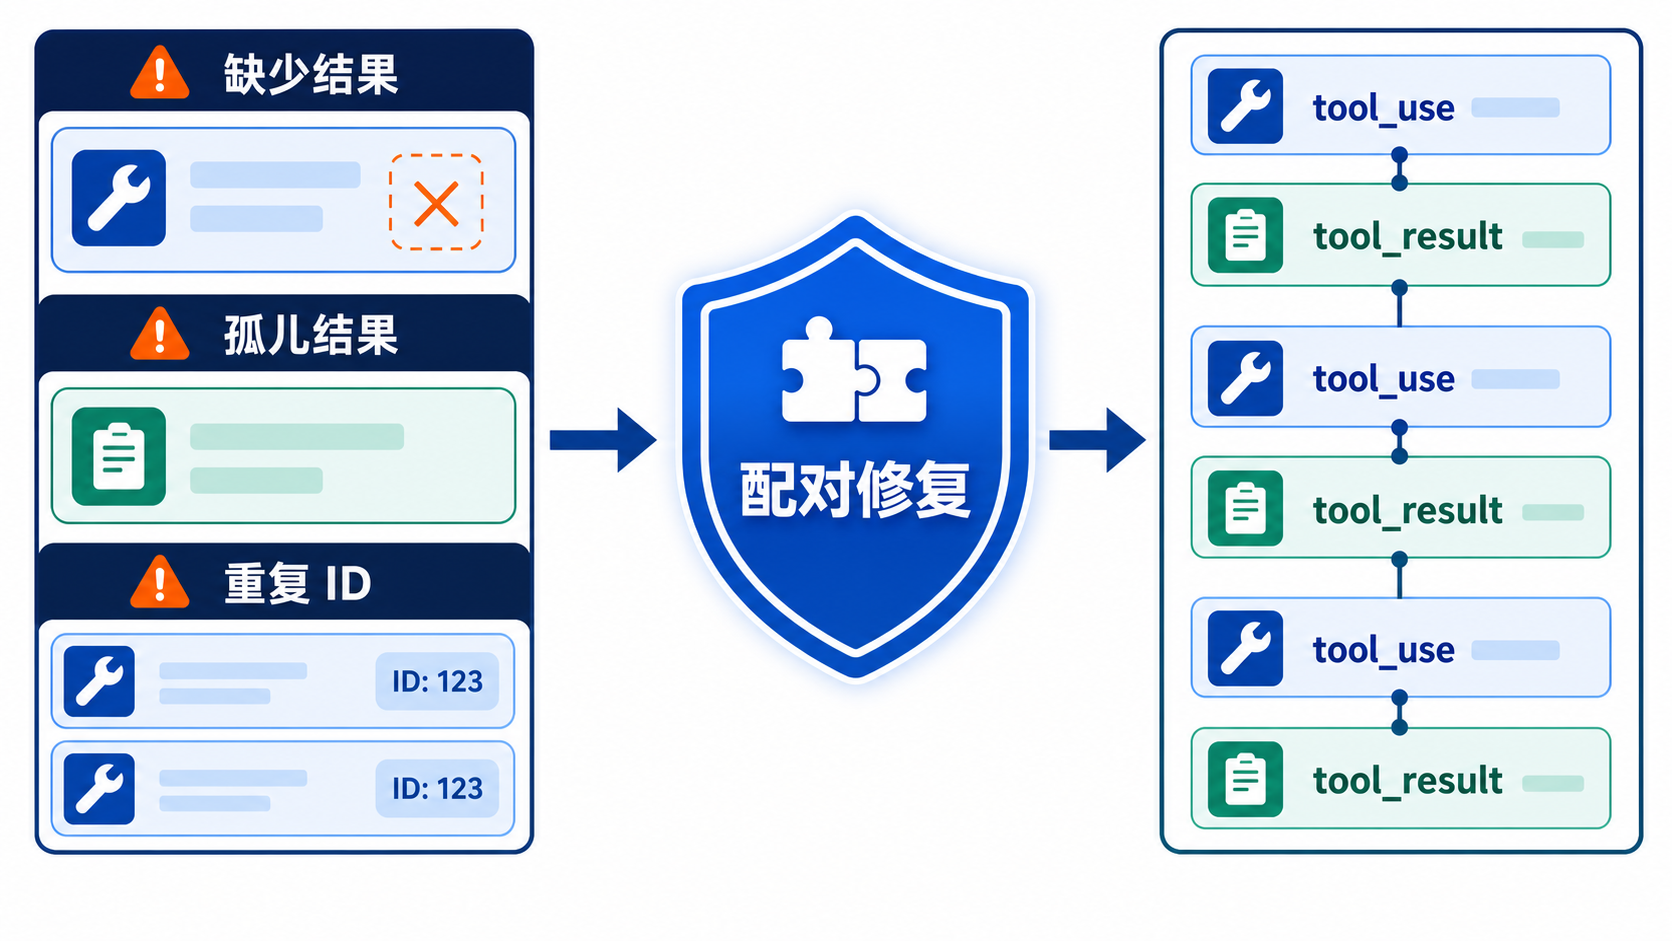 缺少结果
孤儿结果
重复 ID
ID: 123
ID: 123
配对修复
tool_use
tool_result
tool_use
tool_result
tool_use
tool_result